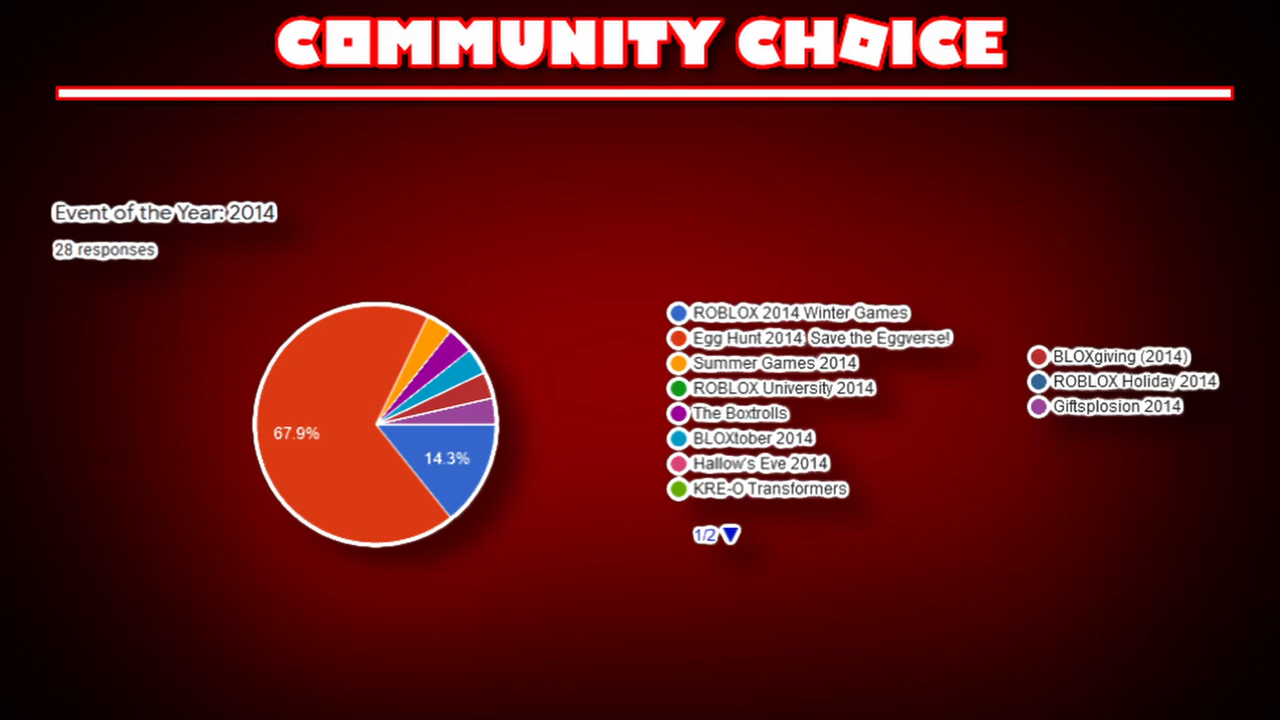 COMMUNITY CHOICE
Event of the Year: 2014
28 responses
67.9%
14.3%
ROBLOX 2014 Winter Games
Egg Hunt 2014: Save the Eggverse!
Summer Games 2014
ROBLOX University 2014
The Boxtrolls
BLOXtober 2014
Hallow's Eve 2014
KRE-O Transformers
1/2
BLOXgiving (2014)
ROBLOX Holiday 2014
Giftsplosion 2014